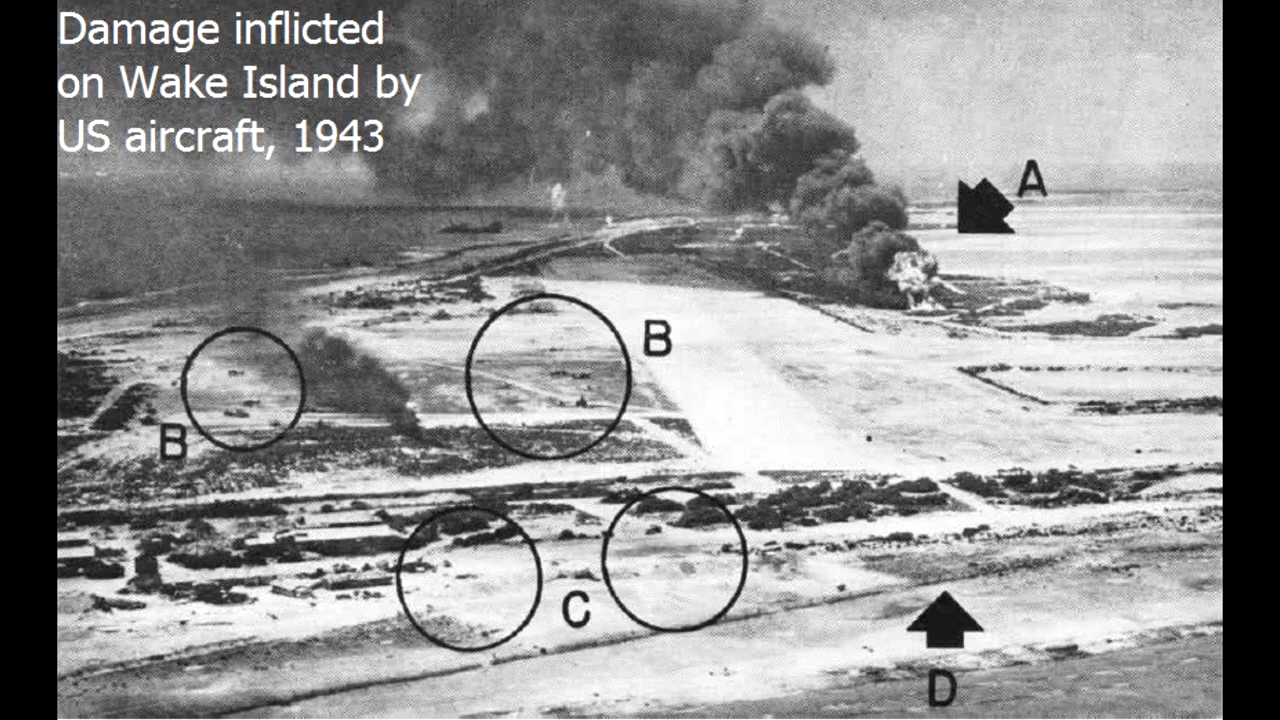 Damage inflicted
on Wake Island by
US aircraft, 1943
A
B
B
C
D